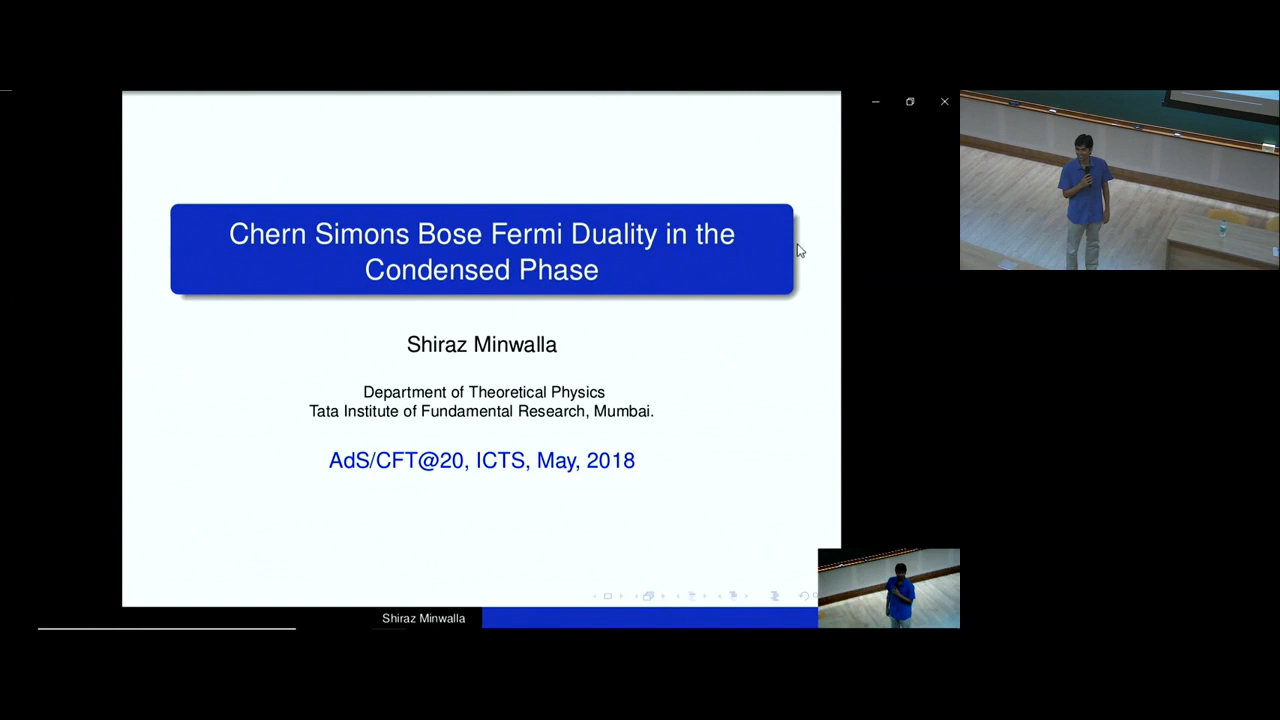 Chern Simons Bose Fermi Duality in the
Condensed Phase
Shiraz Minwalla
Department of Theoretical Physics
Tata Institute of Fundamental Research, Mumbai.
AdS/CFT@20, ICTS, May, 2018
Shiraz Minwalla